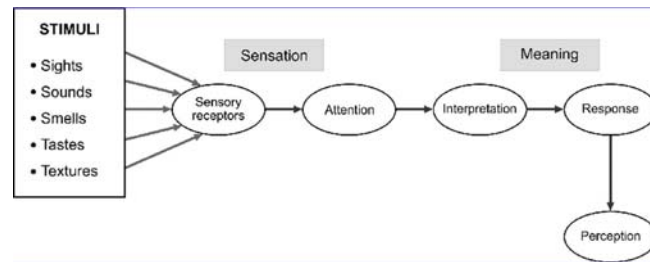 STIMULI
• Sights
• Sounds
• Smells
• Tastes
• Textures
Sensation
Meaning
Sensory
receptors
Attention
Interpretation
Response
Perception